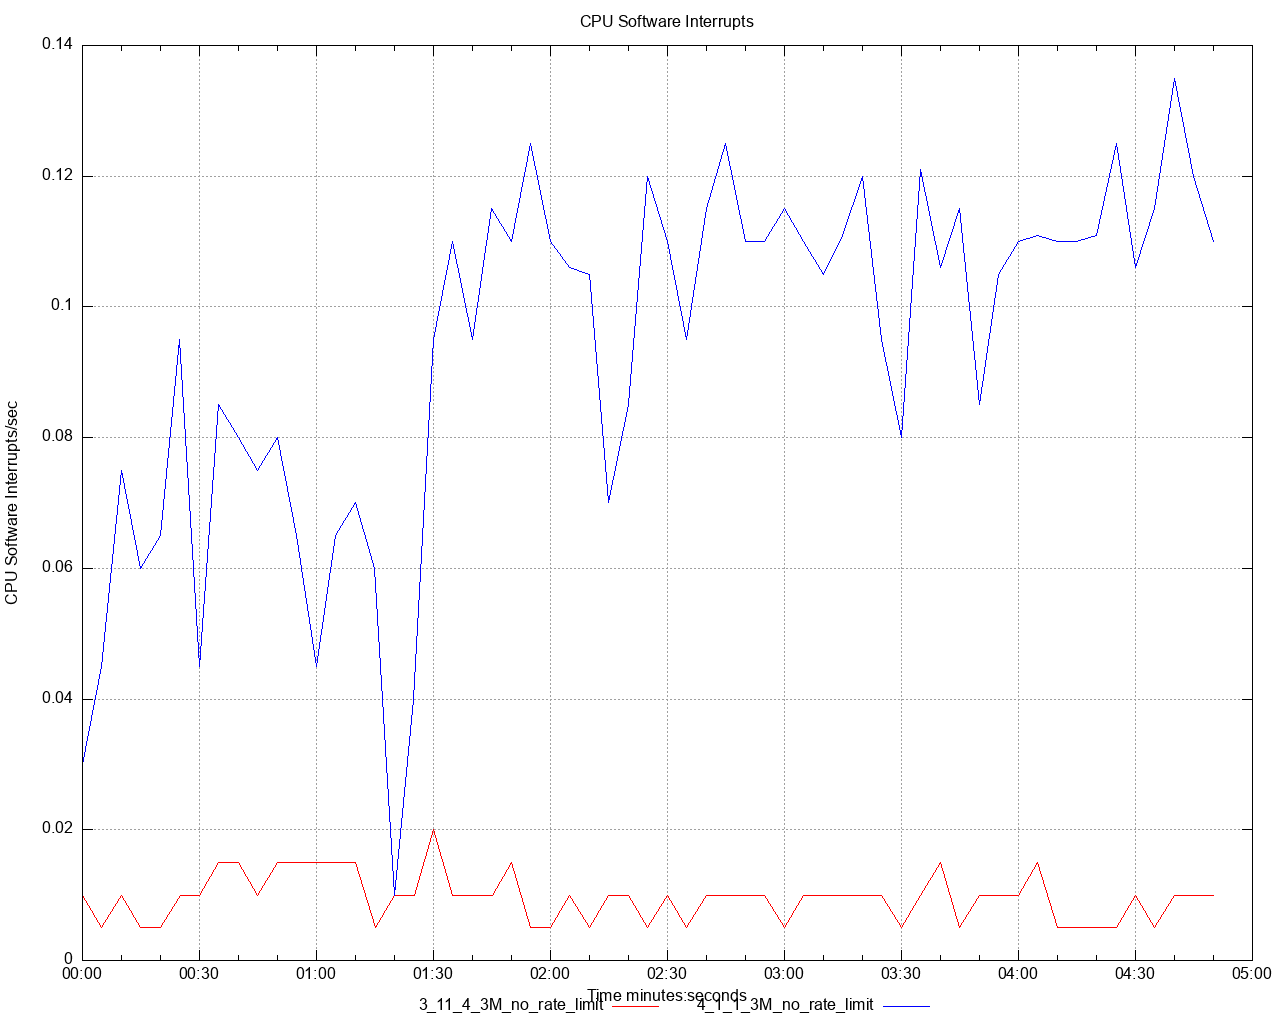 CPU Software Interrupts
0.14
0.12
0.1
0.08
0.06
0.04
0.02
0
CPU Software Interrupts/sec
00:00 00:30 01:00 01:30 02:00 02:30 03:00 03:30 04:00 04:30 05:00
Time minutes:seconds
3_11_4_3M_no_rate_limit 4_1_1_3M_no_rate_limit